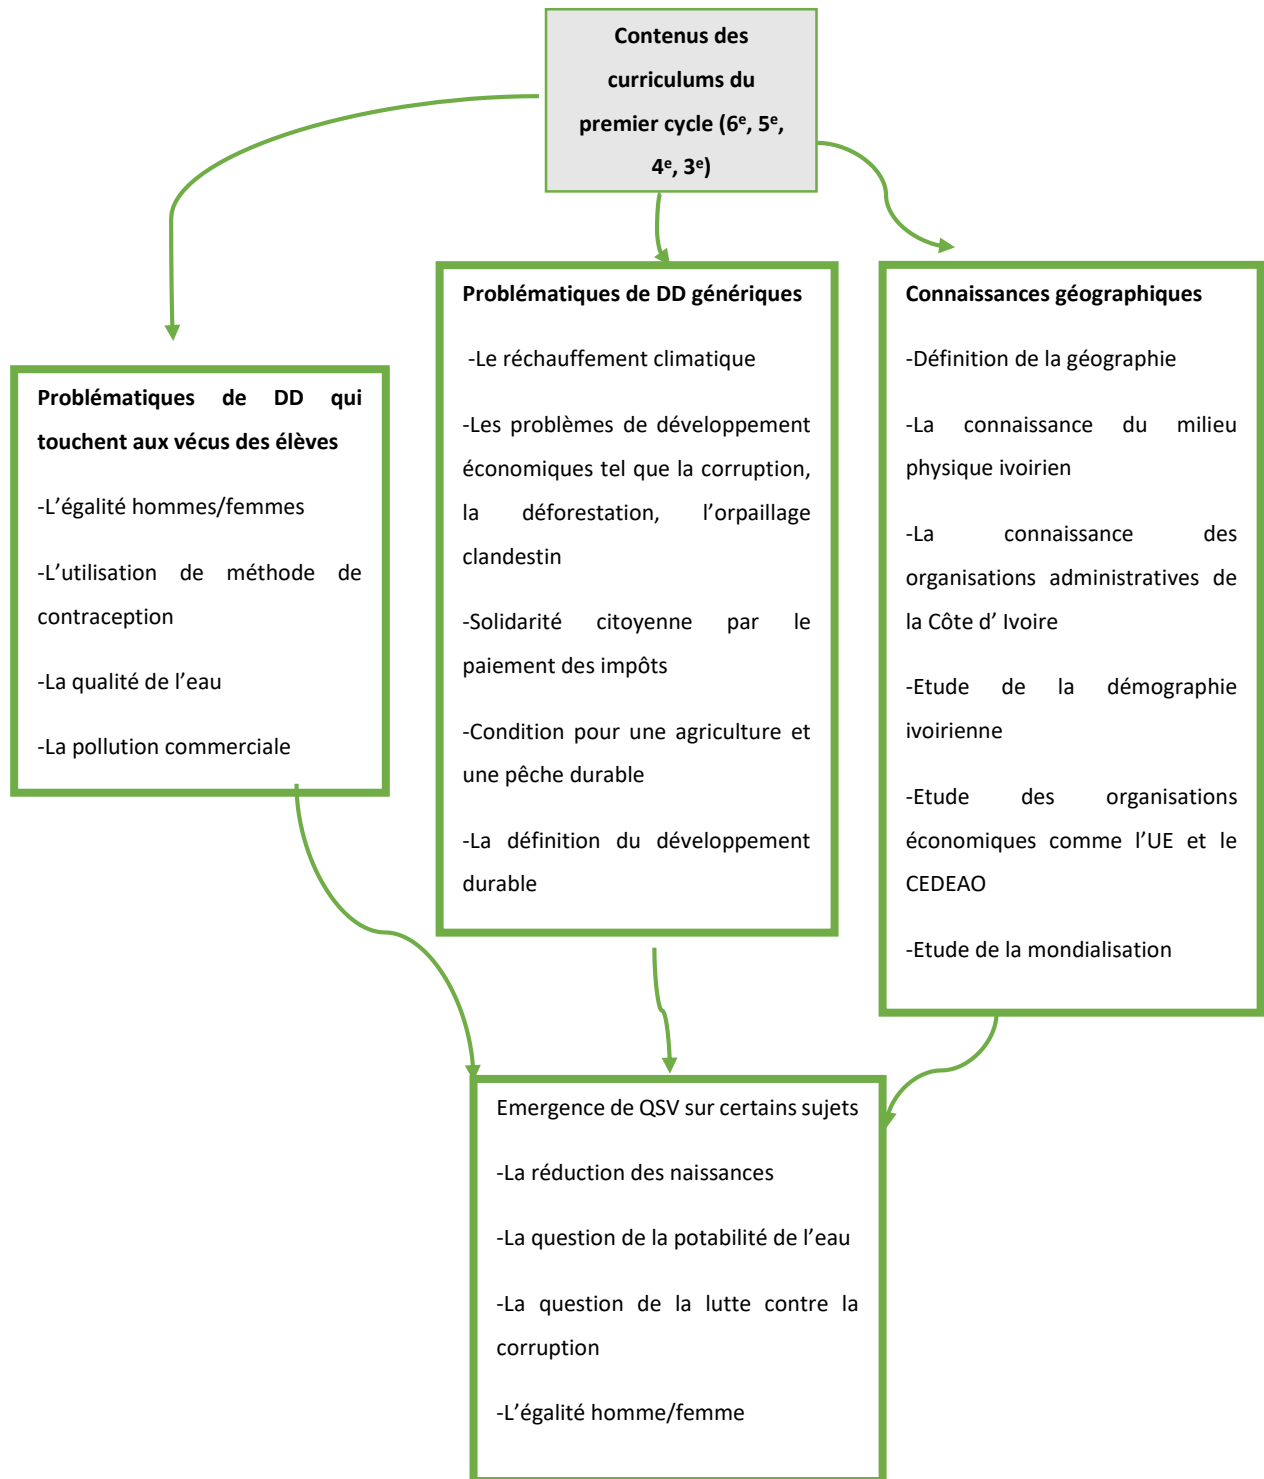 Contenus des
curriculums du
premier cycle (6e, 5e,
4e, 3e)
Problématiques de DD qui
touchent aux vécus des élèves
-L’égalité hommes/femmes
-L’utilisation de méthode de
contraception
-La qualité de l’eau
-La pollution commerciale
Problématiques de DD génériques
-Le réchauffement climatique
-Les problèmes de développement
économiques tel que la corruption,
la déforestation, l’orpaillage
clandestin
-Solidarité citoyenne par le
paiement des impôts
-Condition pour une agriculture et
une pêche durable
-La définition du développement
durable
Connaissances géographiques
-Définition de la géographie
-La connaissance du milieu
physique ivoirien
-La connaissance des
organisations administratives de
la Côte d’ Ivoire
-Etude de la démographie
ivoirienne
-Etude des organisations
économiques comme l’UE et le
CEDEAO
-Etude de la mondialisation
Emergence de QSV sur certains sujets
-La réduction des naissances
-La question de la potabilité de l’eau
-La question de la lutte contre la
corruption
-L’égalité homme/femme